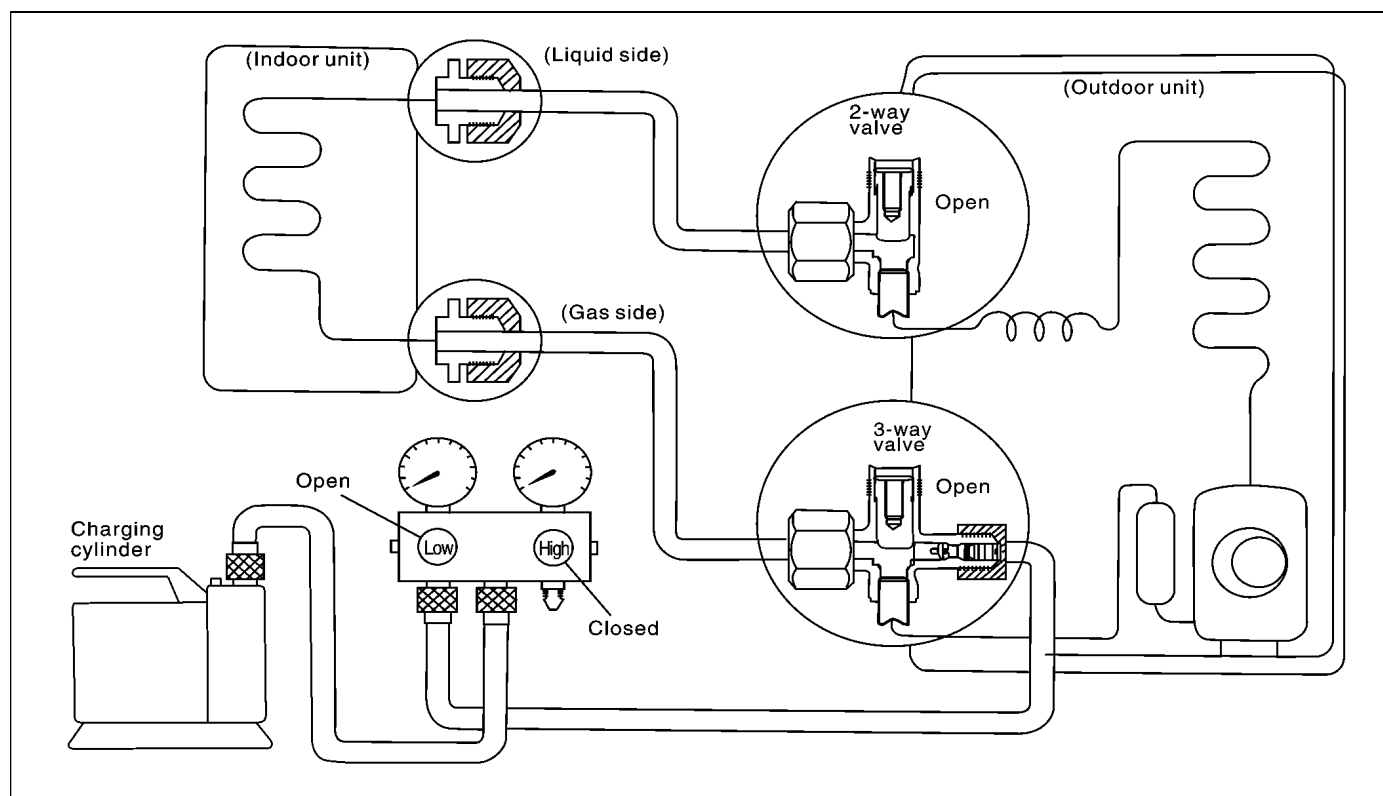 (Indoor unit)
(Liquid side)
(Outdoor unit)
2-way
valve
Open
(Gas side)
3-way
valve
Open
Open
Low
High
Closed
Charging
cylinder